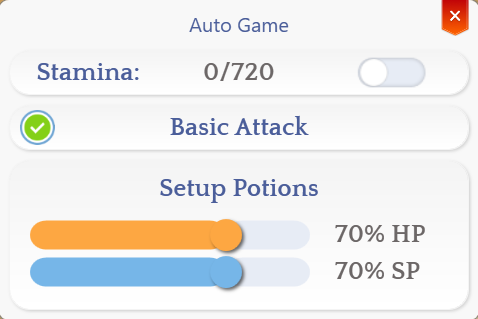 Auto Game
Stamina: 0/720
Basic Attack
Setup Potions
70% HP
70% SP